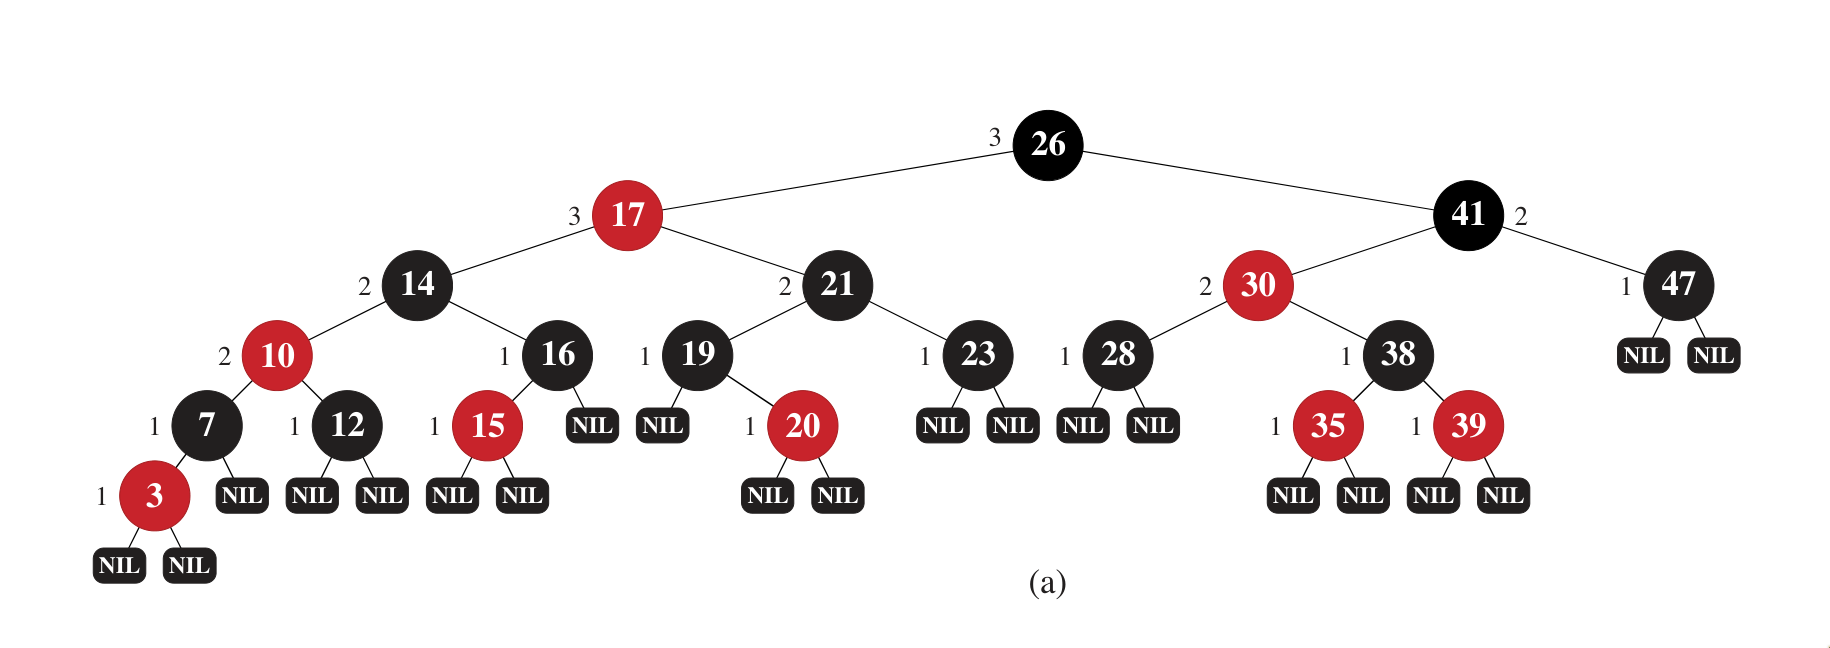 3 26
3 17 41 2
2 14 2 21 2 30 1 47
2 10 1 16 1 19 1 23 1 28 1 38 NIL NIL
1 7 1 12 1 15 NIL NIL 1 20 NIL NIL NIL NIL 1 35 1 39
1 3 NIL NIL NIL NIL NIL NIL NIL NIL NIL NIL NIL
NIL NIL
(a)